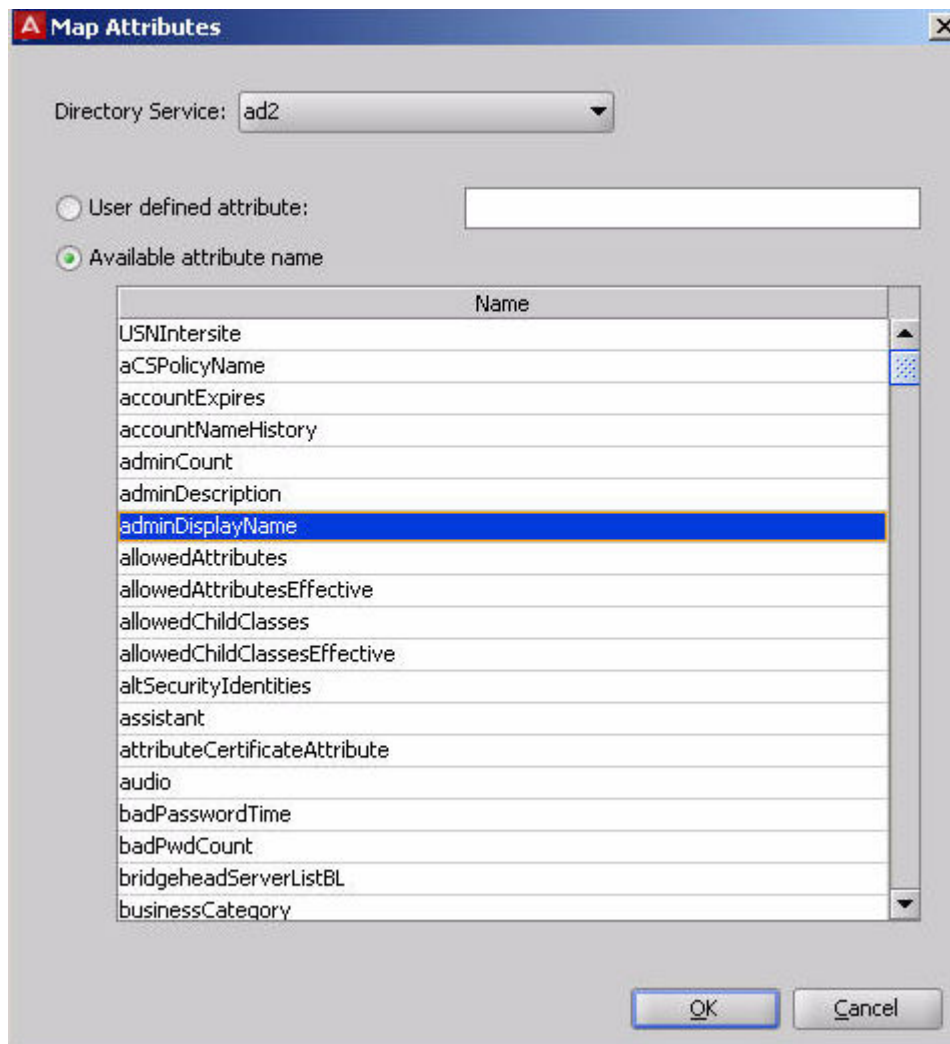 A Map Attributes
Directory Service: ad2
User defined attribute:
Available attribute name
Name
USNIntersite
aCSPolicyName
accountExpires
accountNameHistory
adminCount
adminDescription
adminDisplayName
allowedAttributes
allowedAttributesEffective
allowedChildClasses
allowedChildClassesEffective
altSecurityIdentities
assistant
attributeCertificateAttribute
audio
badPasswordTime
badPwdCount
bridgeheadServerListBL
businessCategory
OK Cancel